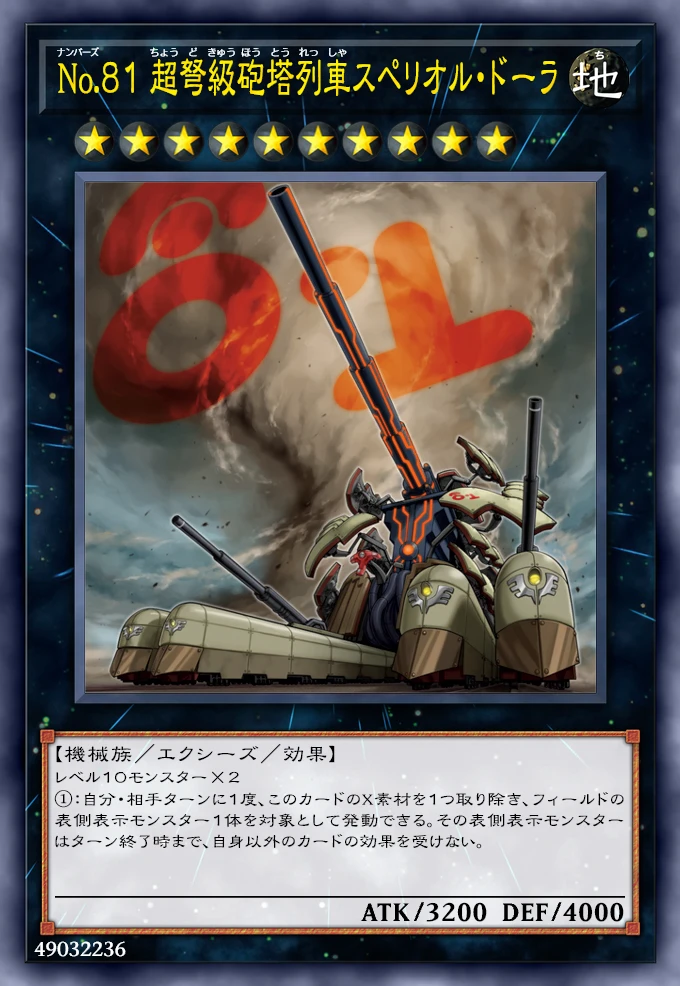 ナンバーズ ちょう ど きゅう ほう とう れっ しゃ
No.81 超弩級砲塔列車スペリオル・ドーラ
ち
地
81
81
【機械族／エクシーズ／効果】
レベル10モンスター×2
①:自分・相手ターンに1度、このカードのX素材を1つ取り除き、フィールドの
表側表示モンスター1体を対象として発動できる。その表側表示モンスター
はターン終了時まで、自身以外のカードの効果を受けない。
ATK/3200 DEF/4000
49032236